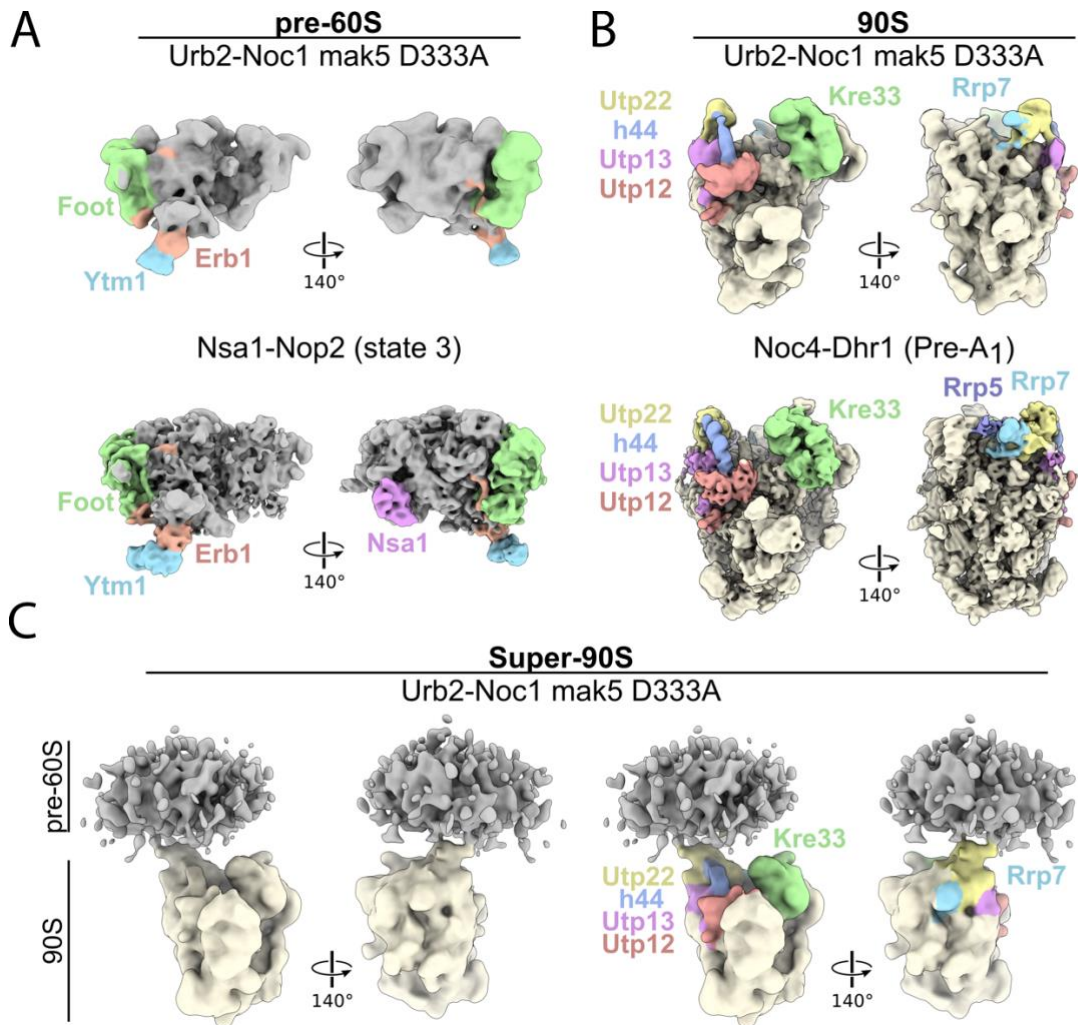 A
pre-60S
Urb2-Noc1 mak5 D333A
Foot
Erb1
Ytm1
140°
Nsa1-Nop2 (state 3)
Foot
Erb1
Ytm1
Nsa1
140°
B
90S
Urb2-Noc1 mak5 D333A
Utp22
h44
Utp13
Utp12
Kre33
Rrp7
140°
Noc4-Dhr1 (Pre-A1)
Utp22
h44
Utp13
Utp12
Kre33
Rrp5 Rrp7
140°
C
Super-90S
Urb2-Noc1 mak5 D333A
pre-60S
90S
140°
Utp22
h44
Utp13
Utp12
Kre33
Rrp7
140°